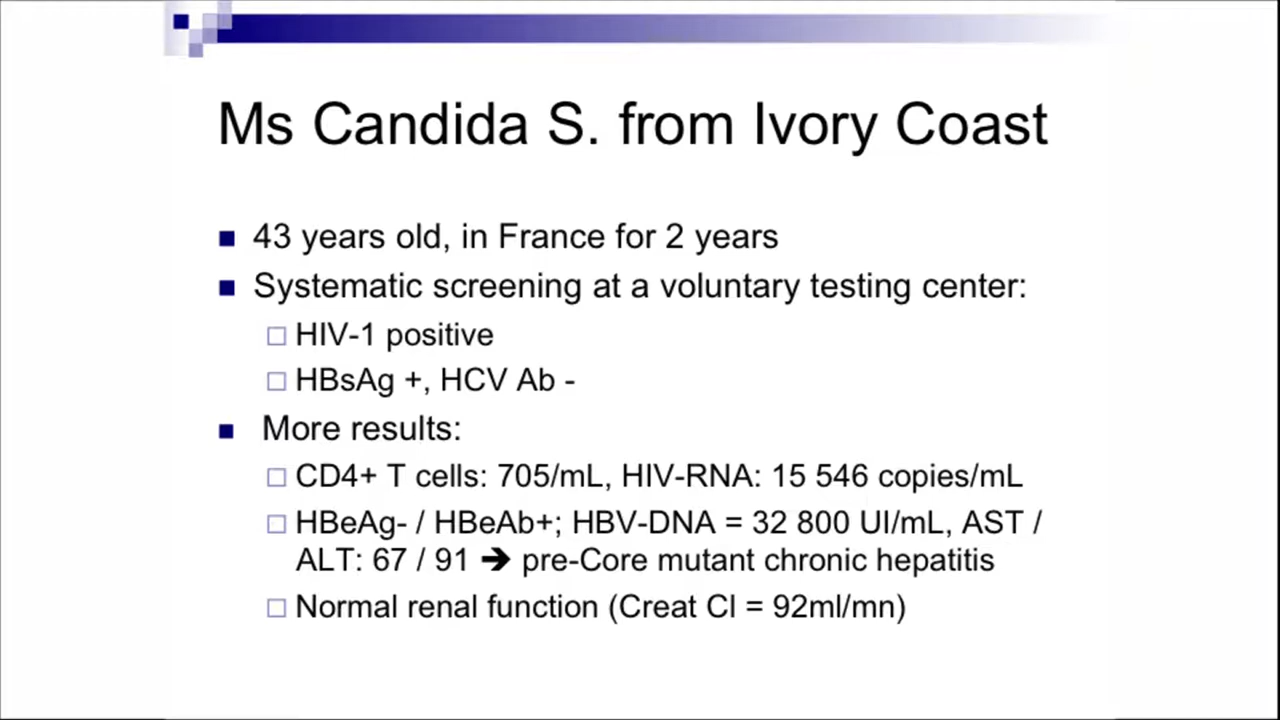 Ms Candida S. from Ivory Coast
43 years old, in France for 2 years
Systematic screening at a voluntary testing center:
HIV-1 positive
HBsAg +, HCV Ab -
More results:
CD4+ T cells: 705/mL, HIV-RNA: 15 546 copies/mL
HBeAg- / HBeAb+; HBV-DNA = 32 800 UI/mL, AST /
ALT: 67 / 91 ➔ pre-Core mutant chronic hepatitis
Normal renal function (Creat Cl = 92ml/mn)